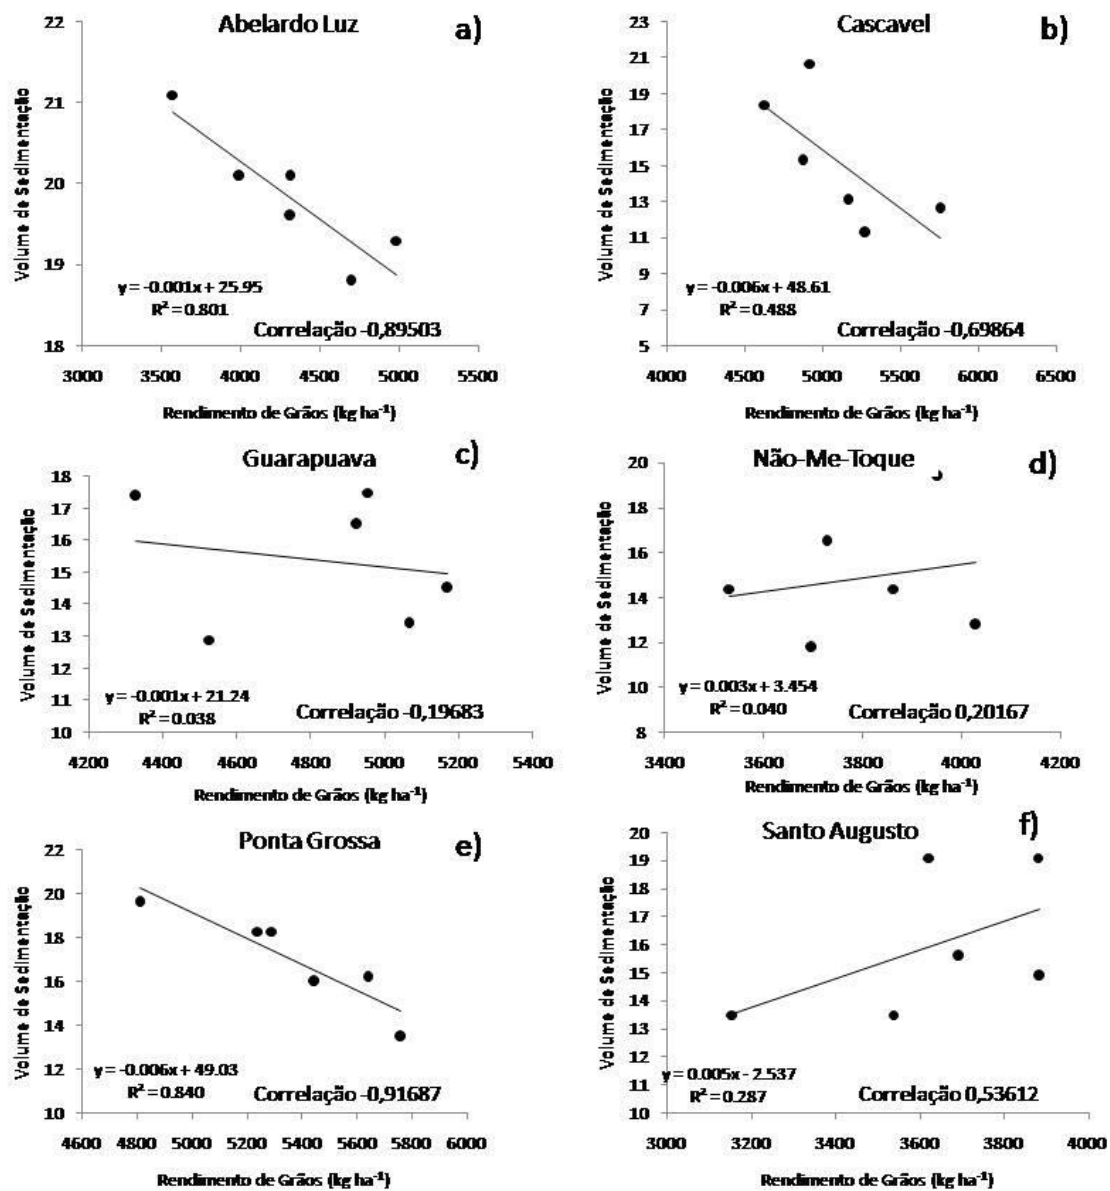 Abelardo Luz
a)
Volume de Sedimentação
22
21
20
19
18
y = -0.001x + 25.95
R² = 0.801
Correlação -0,89503
3000 3500 4000 4500 5000 5500
Rendimento de Grãos (kg ha⁻¹)
Cascavel
b)
Volume de Sedimentação
23
21
19
17
15
13
11
9
7
5
y = -0.006x + 48.61
R² = 0.488
Correlação -0,69864
4000 4500 5000 5500 6000 6500
Rendimento de Grãos (kg ha⁻¹)
Guarapuava
c)
Volume de Sedimentação
18
17
16
15
14
13
12
11
10
y = -0.001x + 21.24
R² = 0.038
Correlação -0,19683
4200 4400 4600 4800 5000 5200 5400
Rendimento de Grãos (kg ha⁻¹)
Não-Me-Toque
d)
Volume de Sedimentação
20
18
16
14
12
10
8
y = 0.003x + 3.454
R² = 0.040
Correlação 0,20167
3400 3600 3800 4000 4200
Rendimento de Grãos (kg ha⁻¹)
Ponta Grossa
e)
Volume de Sedimentação
22
20
18
16
14
12
10
y = -0.006x + 49.03
R² = 0.840
Correlação -0,91687
4600 4800 5000 5200 5400 5600 5800 6000
Rendimento de Grãos (kg ha⁻¹)
Santo Augusto
f)
Volume de Sedimentação
20
19
18
17
16
15
14
13
12
11
10
y = 0.005x - 2.537
R² = 0.287
Correlação 0,53612
3000 3200 3400 3600 3800 4000
Rendimento de Grãos (kg ha⁻¹)